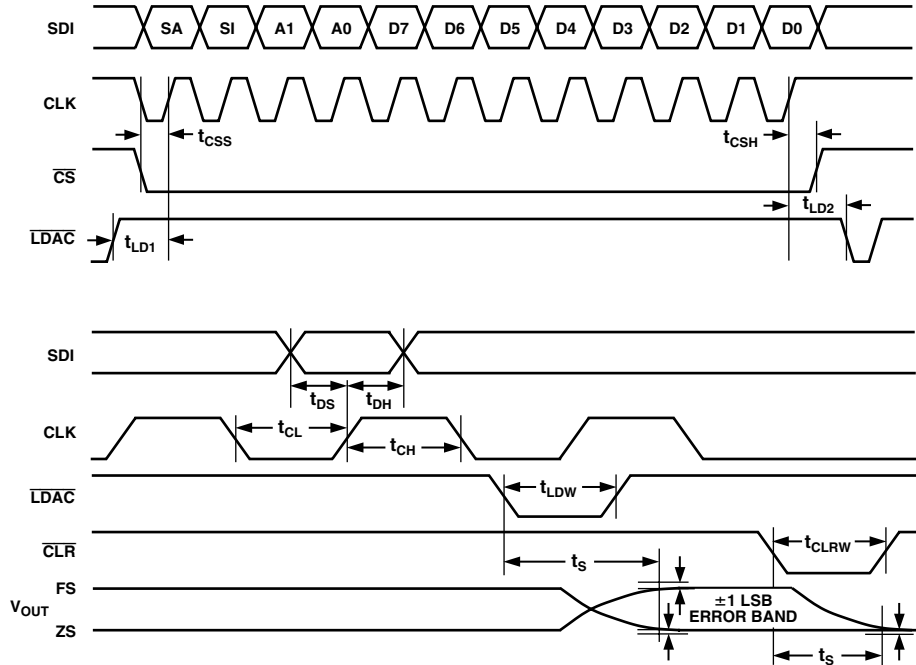 SDI SA SI A1 A0 D7 D6 D5 D4 D3 D2 D1 D0
CLK
tCSS tCSH
CS
tLD2
LDAC tLD1
SDI
tDS tDH
CLK tCL
tCH
LDAC tLDW
CLR tCLRW
tS
FS
VOUT ±1 LSB
ERROR BAND
ZS
tS